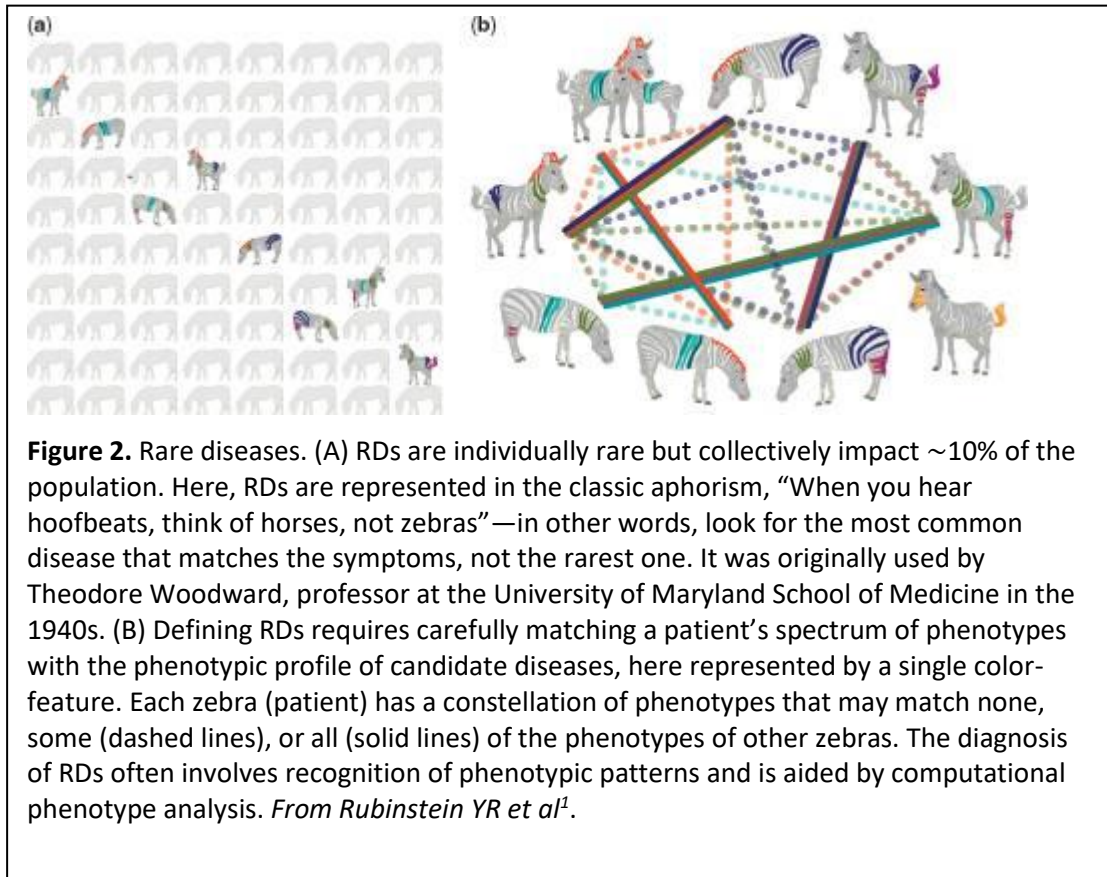 (a)
(b)
Figure 2. Rare diseases. (A) RDs are individually rare but collectively impact ∼10% of the
population. Here, RDs are represented in the classic aphorism, “When you hear
hoofbeats, think of horses, not zebras”—in other words, look for the most common
disease that matches the symptoms, not the rarest one. It was originally used by
Theodore Woodward, professor at the University of Maryland School of Medicine in the
1940s. (B) Defining RDs requires carefully matching a patient’s spectrum of phenotypes
with the phenotypic profile of candidate diseases, here represented by a single color-
feature. Each zebra (patient) has a constellation of phenotypes that may match none,
some (dashed lines), or all (solid lines) of the phenotypes of other zebras. The diagnosis
of RDs often involves recognition of phenotypic patterns and is aided by computational
phenotype analysis. From Rubinstein YR et al¹.